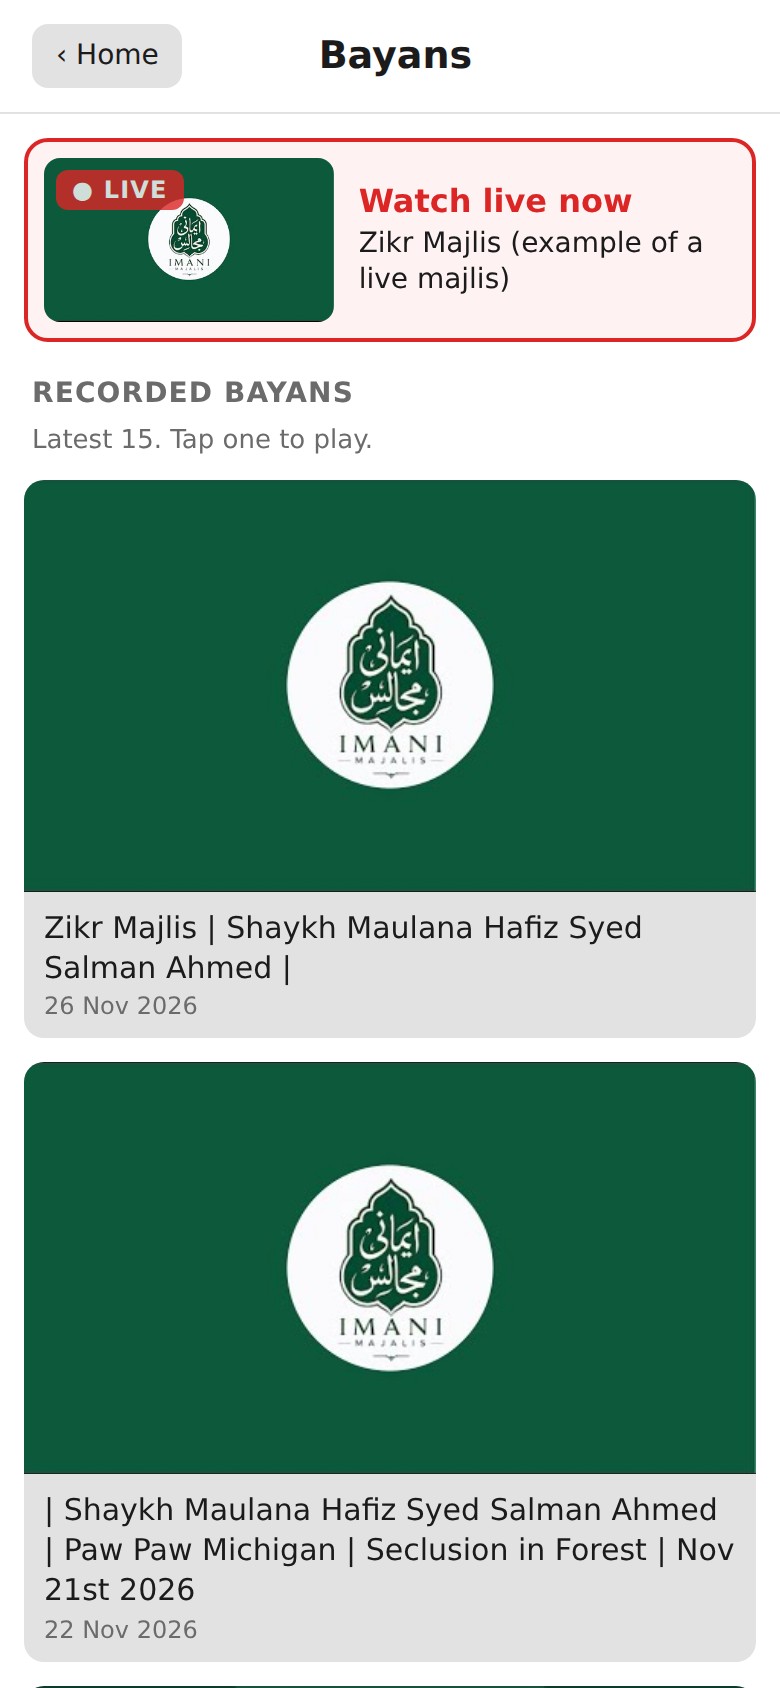 ‹ Home
Bayans
● LIVE
ايمانی
مجالس
IMANI
MAJALIS
Watch live now
Zikr Majlis (example of a
live majlis)
RECORDED BAYANS
Latest 15. Tap one to play.
ايمانی
مجالس
IMANI
MAJALIS
Zikr Majlis | Shaykh Maulana Hafiz Syed
Salman Ahmed |
26 Nov 2026
ايمانی
مجالس
IMANI
MAJALIS
| Shaykh Maulana Hafiz Syed Salman Ahmed
| Paw Paw Michigan | Seclusion in Forest | Nov
21st 2026
22 Nov 2026